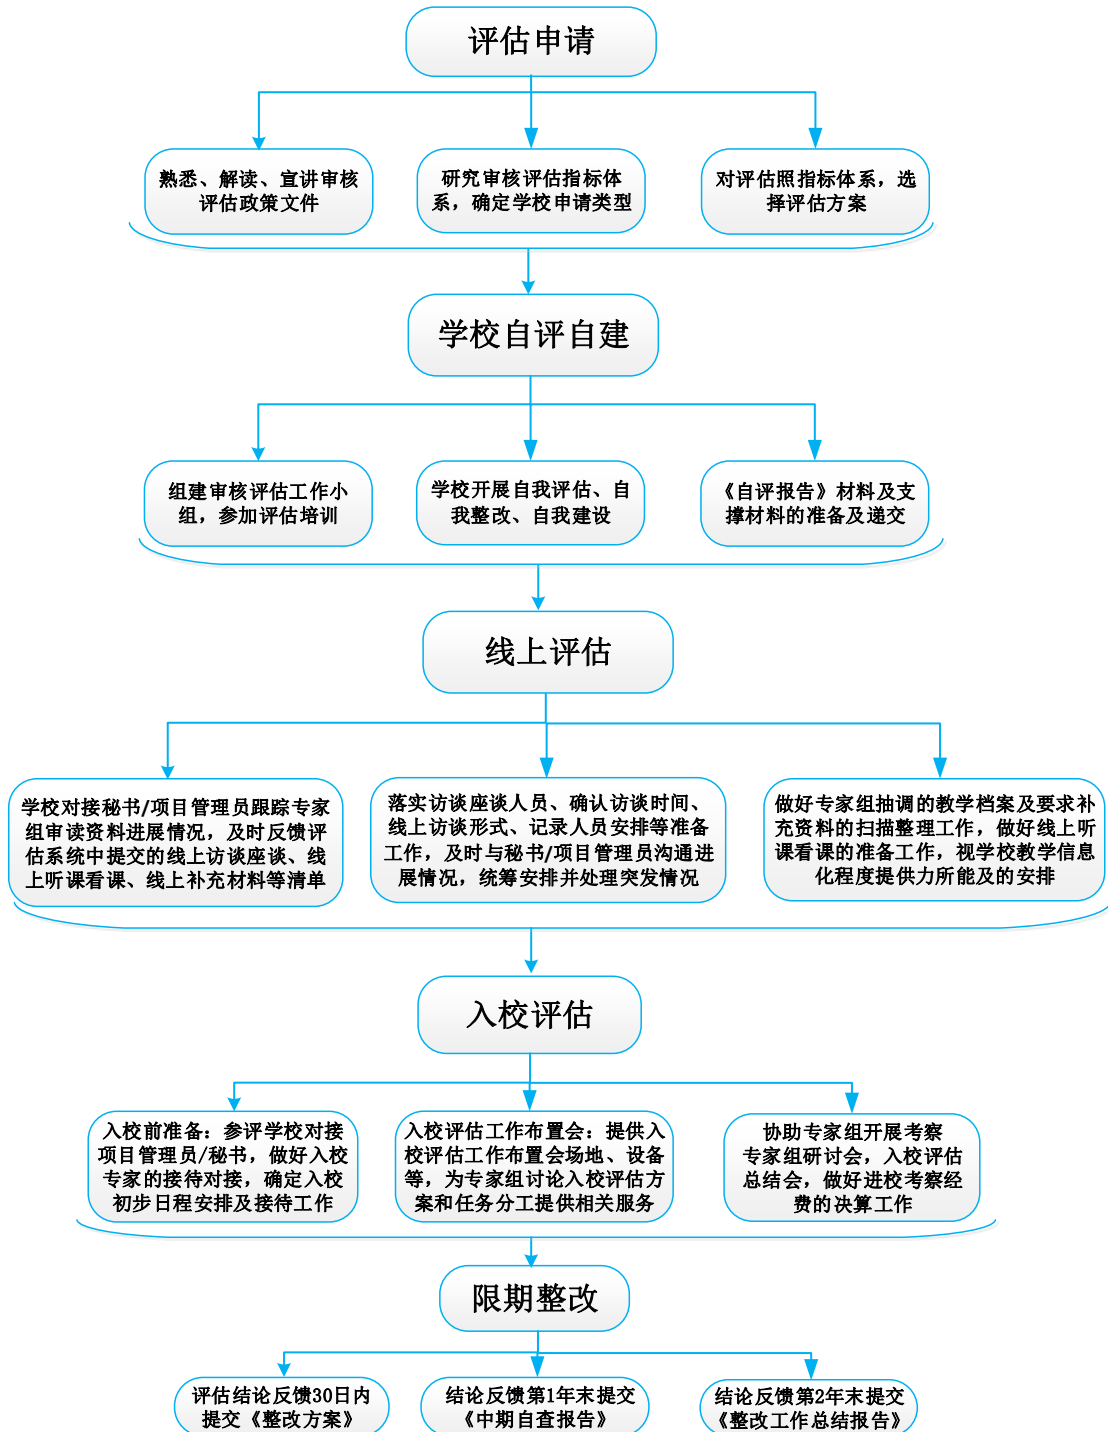 评估申请
熟悉、解读、宣讲审核
评估政策文件
研究审核评估指标体
系，确定学校申请类型
对评估照指标体系，选
择评估方案
学校自评自建
组建审核评估工作小
组，参加评估培训
学校开展自我评估、自
我整改、自我建设
《自评报告》材料及支
撑材料的准备及递交
线上评估
学校对接秘书/项目管理员跟踪专家
组审读资料进展情况，及时反馈评
估系统中提交的线上访谈座谈、线
上听课看课、线上补充材料等清单
落实访谈座谈人员、确认访谈时间、
线上访谈形式、记录人员安排等准备
工作，及时与秘书/项目管理员沟通进
展情况，统筹安排并处理突发情况
做好专家组抽调的教学档案及要求补
充资料的扫描整理工作，做好线上听
课看课的准备工作，视学校教学信息
化程度提供力所能及的安排
入校评估
入校前准备：参评学校对接
项目管理员/秘书，做好入校
专家的接待对接，确定入校
初步日程安排及接待工作
入校评估工作布置会：提供入
校评估工作布置会场地、设备
等，为专家组讨论入校评估方
案和任务分工提供相关服务
协助专家组开展考察
专家组研讨会，入校评估
总结会，做好进校考察经
费的决算工作
限期整改
评估结论反馈30日内
提交《整改方案》
结论反馈第1年末提交
《中期自查报告》
结论反馈第2年末提交
《整改工作总结报告》